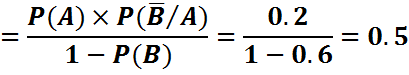 = P(A) × P(B̅/A) / 1 − P(B) = 0.2 / 1 − 0.6 = 0.5